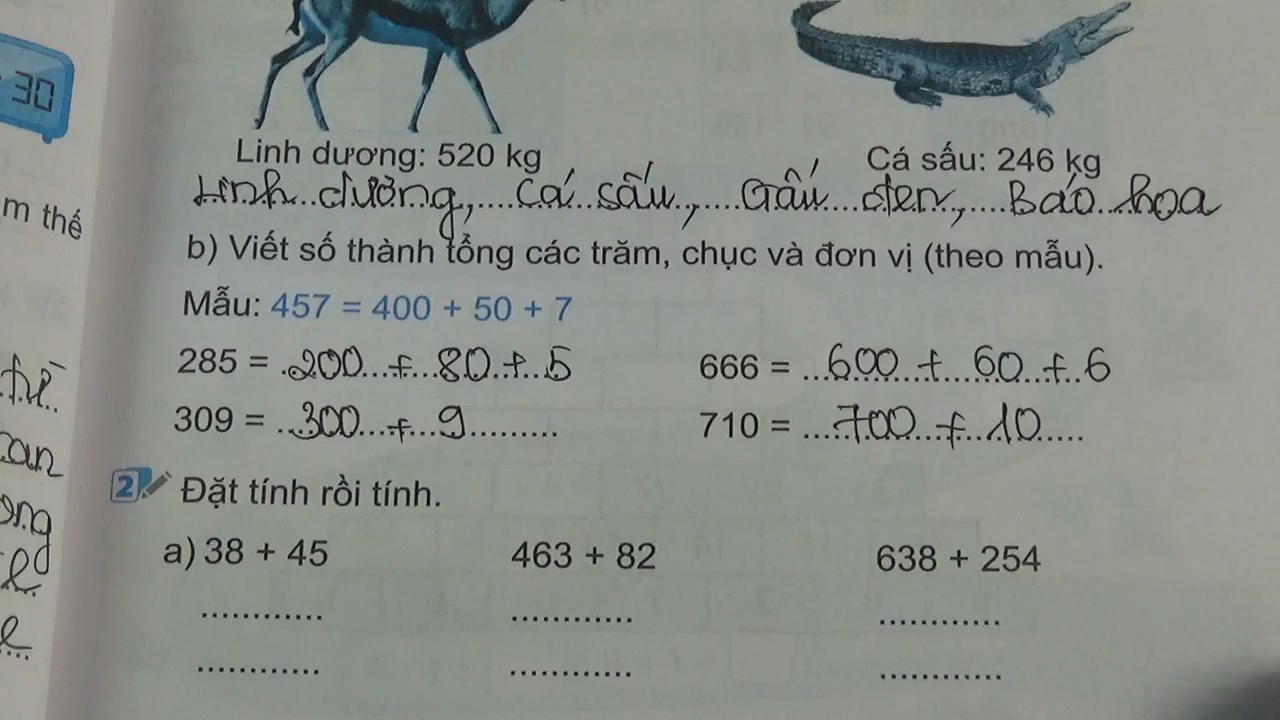 30
Linh dương: 520 kg
Cá sấu: 246 kg
Linh dương, Cá sấu, Gấu đen, Báo hoa
m thế
b) Viết số thành tổng các trăm, chục và đơn vị (theo mẫu).
Mẫu: 457 = 400 + 50 + 7
285 = 200 + 80 + 5
666 = 600 + 60 + 6
309 = 300 + 9
710 = 700 + 10
2 Đặt tính rồi tính.
a) 38 + 45
463 + 82
638 + 254